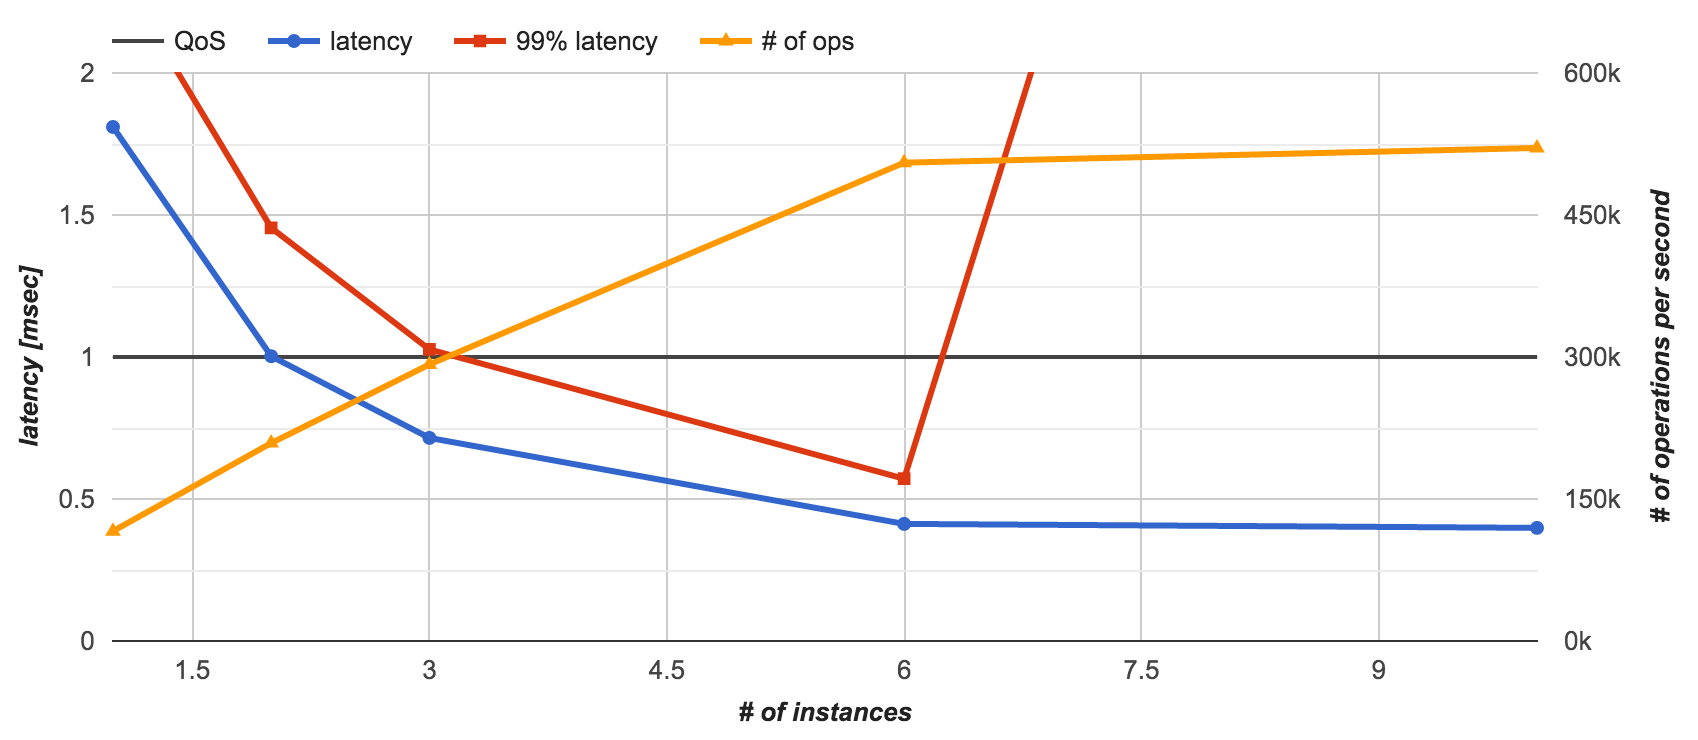 QoS latency 99% latency # of ops
2 600k
1.5 450k
1 300k
0.5 150k
0 0k
latency [msec]
# of operations per second
1.5 3 4.5 6 7.5 9
# of instances